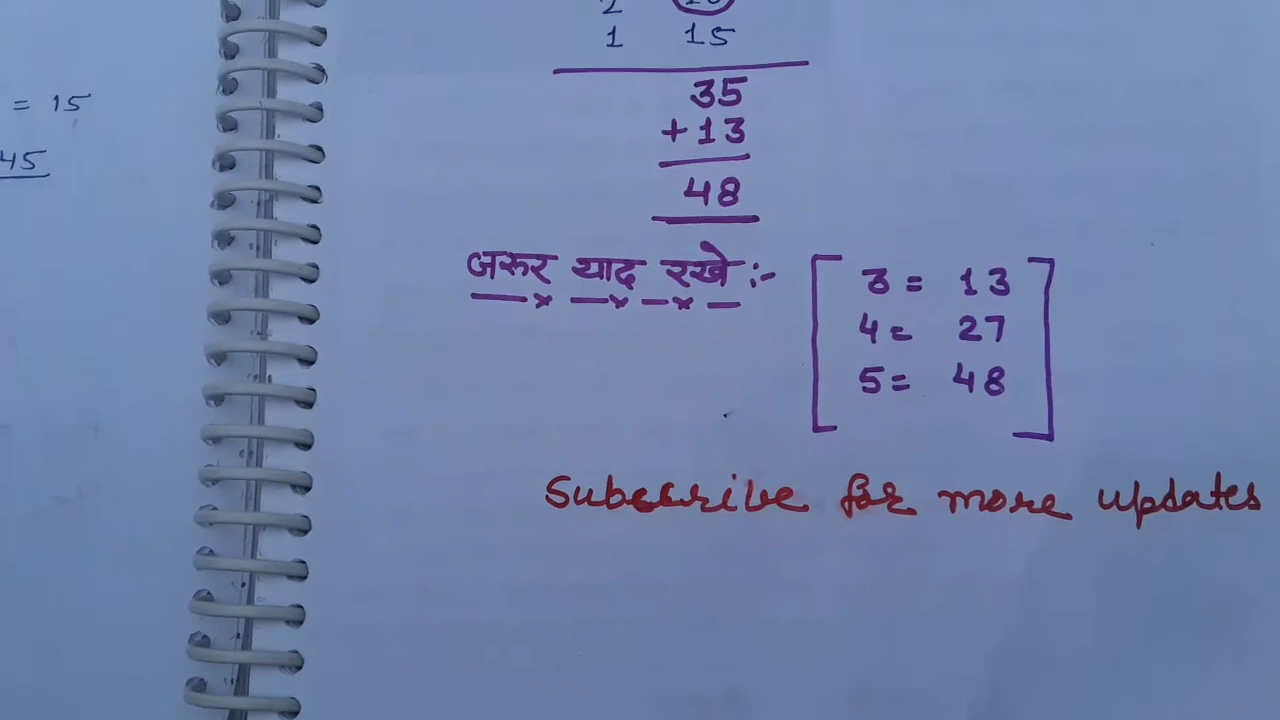 = 15
45
2
1 15
35
+13
48
जरुर याद रखे :-
3 = 13
4 = 27
5 = 48
Subscribe for more updates